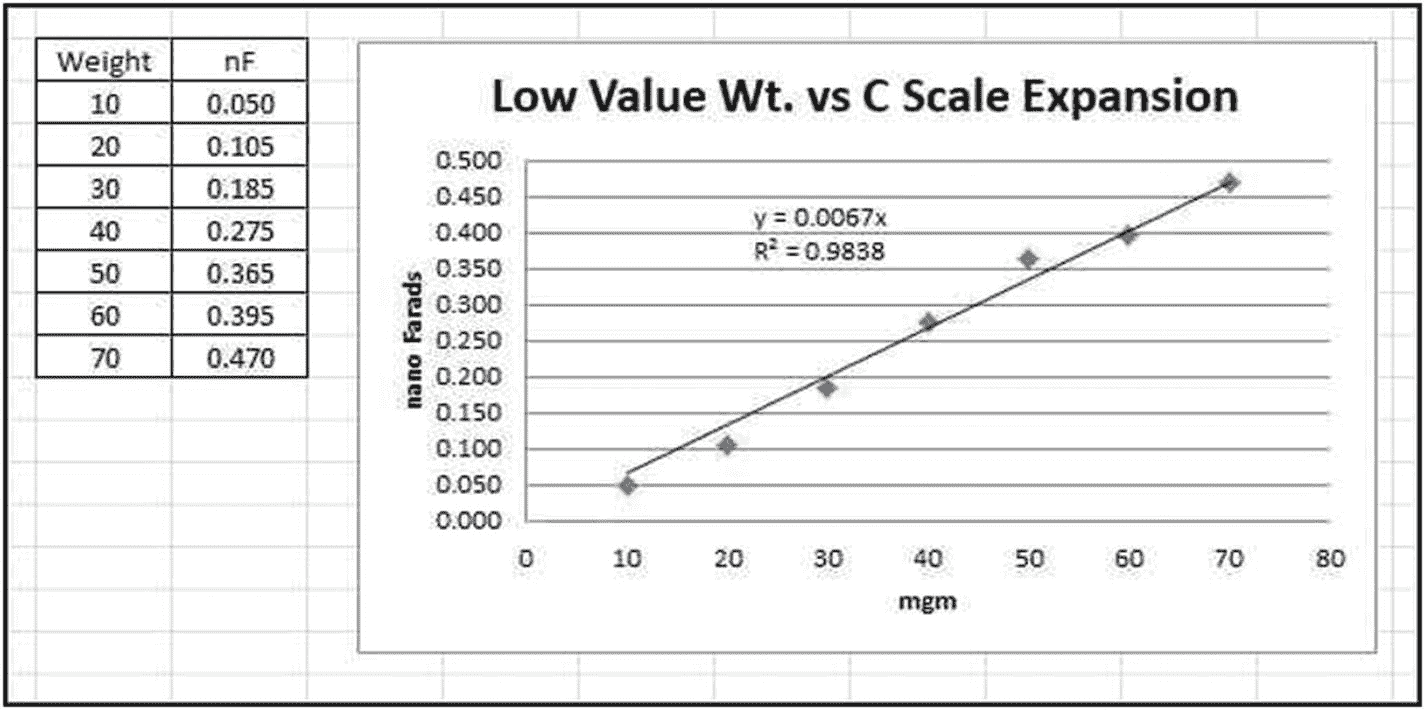 Weight nF
10 0.050
20 0.105
30 0.185
40 0.275
50 0.365
60 0.395
70 0.470
Low Value Wt. vs C Scale Expansion
0.500
0.450
0.400
0.350
0.300
0.250
0.200
0.150
0.100
0.050
0.000
nano Farads
y = 0.0067x
R² = 0.9838
0 10 20 30 40 50 60 70 80
mgm